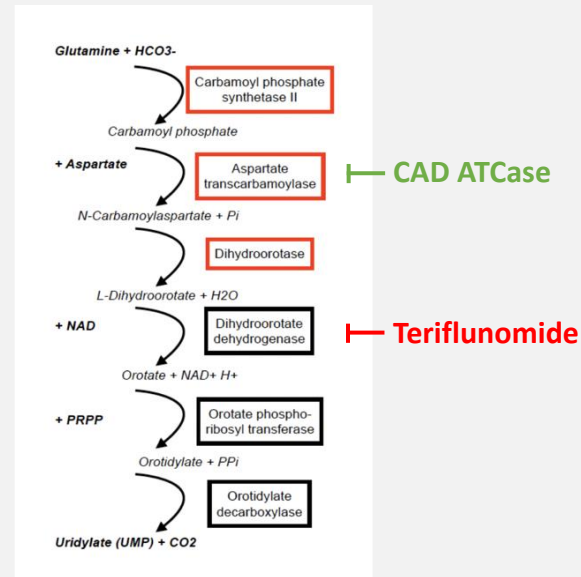 Glutamine + HCO3-
Carbamoyl phosphate
synthetase II
Carbamoyl phosphate
+ Aspartate
Aspartate
transcarbamoylase
CAD ATCase
N-Carbamoylaspartate + Pi
Dihydroorotase
L-Dihydroorotate + H2O
+ NAD
Dihydroorotate
dehydrogenase
Teriflunomide
Orotate + NAD+ H+
+ PRPP
Orotate phospho-
ribosyl transferase
Orotidylate + PPi
Orotidylate
decarboxylase
Uridylate (UMP) + CO2